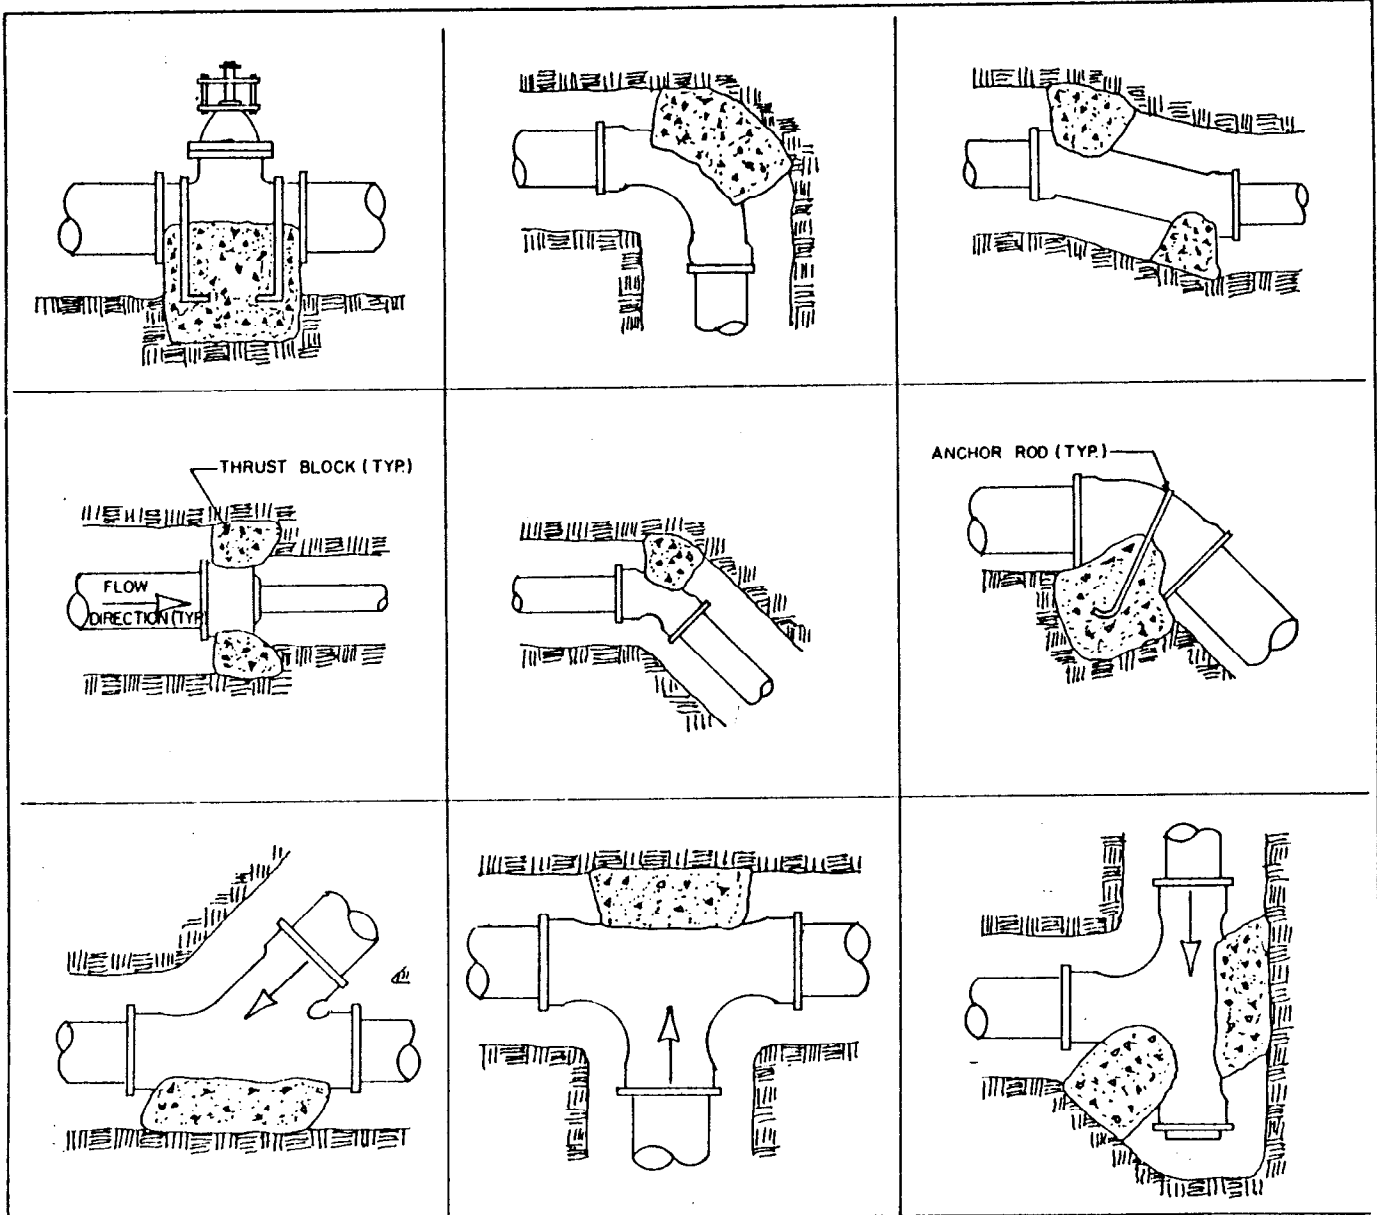 THRUST BLOCK (TYP.)
FLOW
DIRECTION (TYP)
ANCHOR ROD (TYP.)